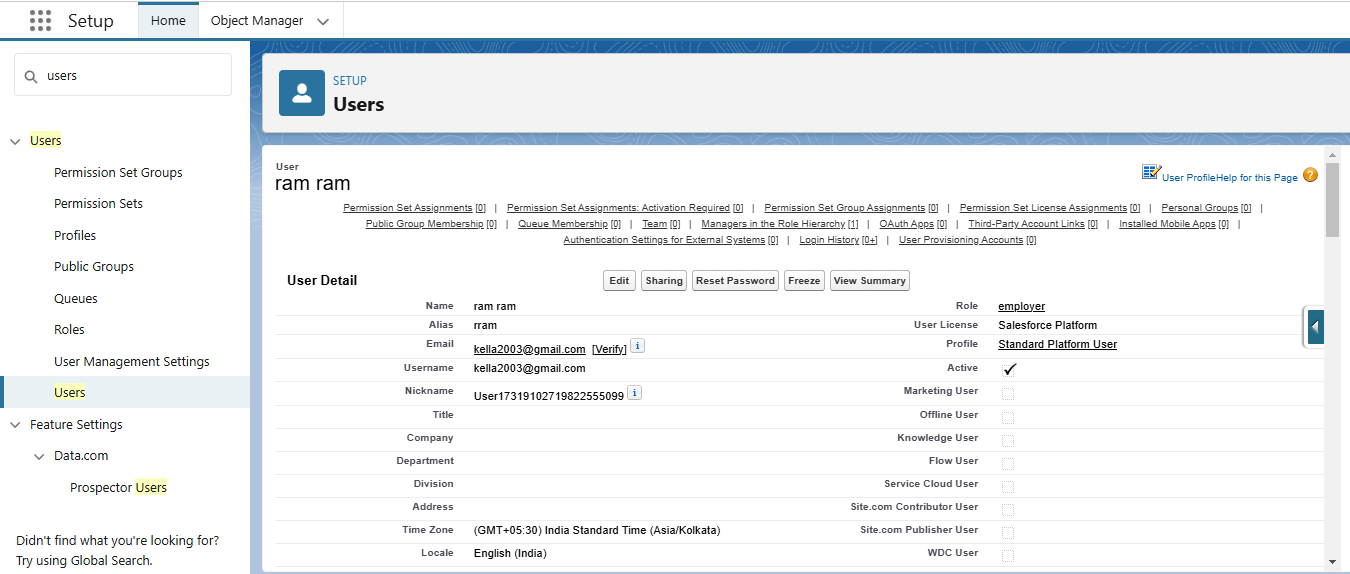 Setup Home Object Manager
users
Users
Permission Set Groups
Permission Sets
Profiles
Public Groups
Queues
Roles
User Management Settings
Users
Feature Settings
Data.com
Prospector Users
Didn't find what you're looking for?
Try using Global Search.
SETUP
Users
User
ram ram
User Profile Help for this Page ?
Permission Set Assignments [0] | Permission Set Assignments: Activation Required [0] | Permission Set Group Assignments [0] | Permission Set License Assignments [0] | Personal Groups [0] |
Public Group Membership [0] | Queue Membership [0] | Team [0] | Managers in the Role Hierarchy [1] | OAuth Apps [0] | Third-Party Account Links [0] | Installed Mobile Apps [0] |
Authentication Settings for External Systems [0] | Login History [0+] | User Provisioning Accounts [0]
User Detail Edit Sharing Reset Password Freeze View Summary
Name ram ram Role employer
Alias rram User License Salesforce Platform
Email kella2003@gmail.com [Verify] i Profile Standard Platform User
Username kella2003@gmail.com Active
Nickname User17319102719822555099 i Marketing User
Title Offline User
Company Knowledge User
Department Flow User
Division Service Cloud User
Address Site.com Contributor User
Time Zone (GMT+05:30) India Standard Time (Asia/Kolkata) Site.com Publisher User
Locale English (India) WDC User